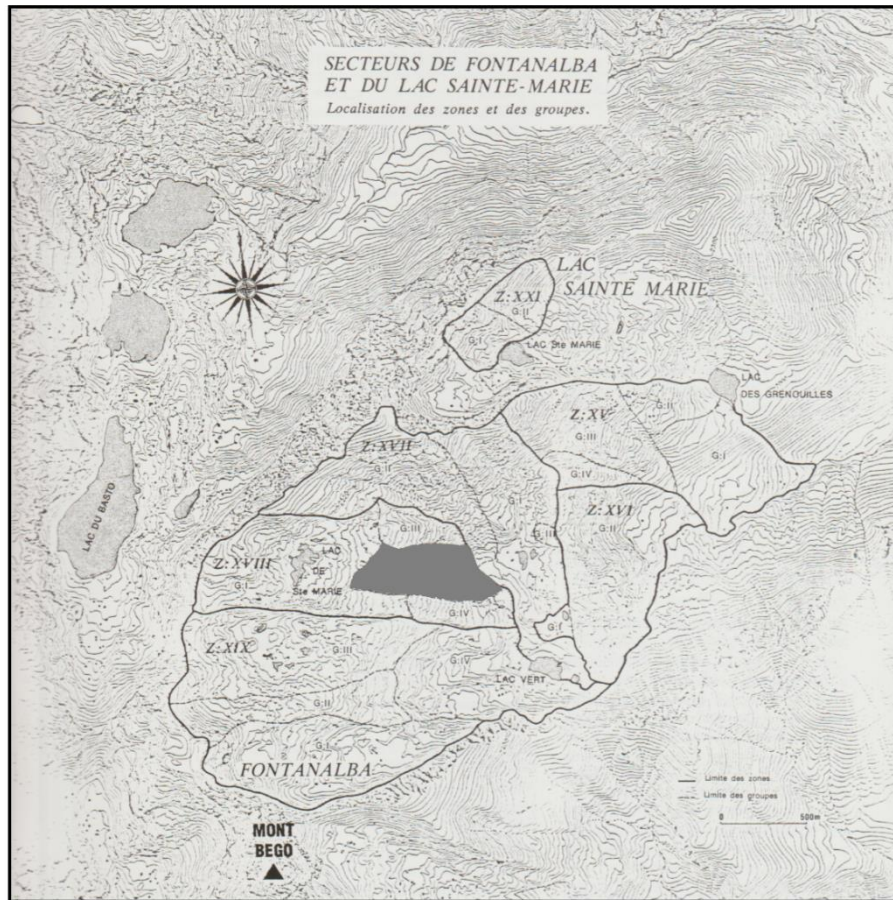 SECTEURS DE FONTANALBA
ET DU LAC SAINTE-MARIE
Localisation des zones et des groupes.
LAC
SAINTE MARIE
Z:XXI
G:II
G:I
LAC Ste MARIE
LAC
DES GRENOUILLES
Z:XV
G:II
G:III
Z:XVII
G:II
G:I
G:IV
G:I
LAC DU BASTO
Z:XVI
G:II
G:III
G:III
Z:XVIII
G:I
LAC
DE
Ste MARIE
G:IV
G:I
Z:XIX
G:III
G:IV
LAC VERT
G:II
G:I
FONTANALBA
Limite des zones
Limite des groupes
0 500m
MONT
BEGO